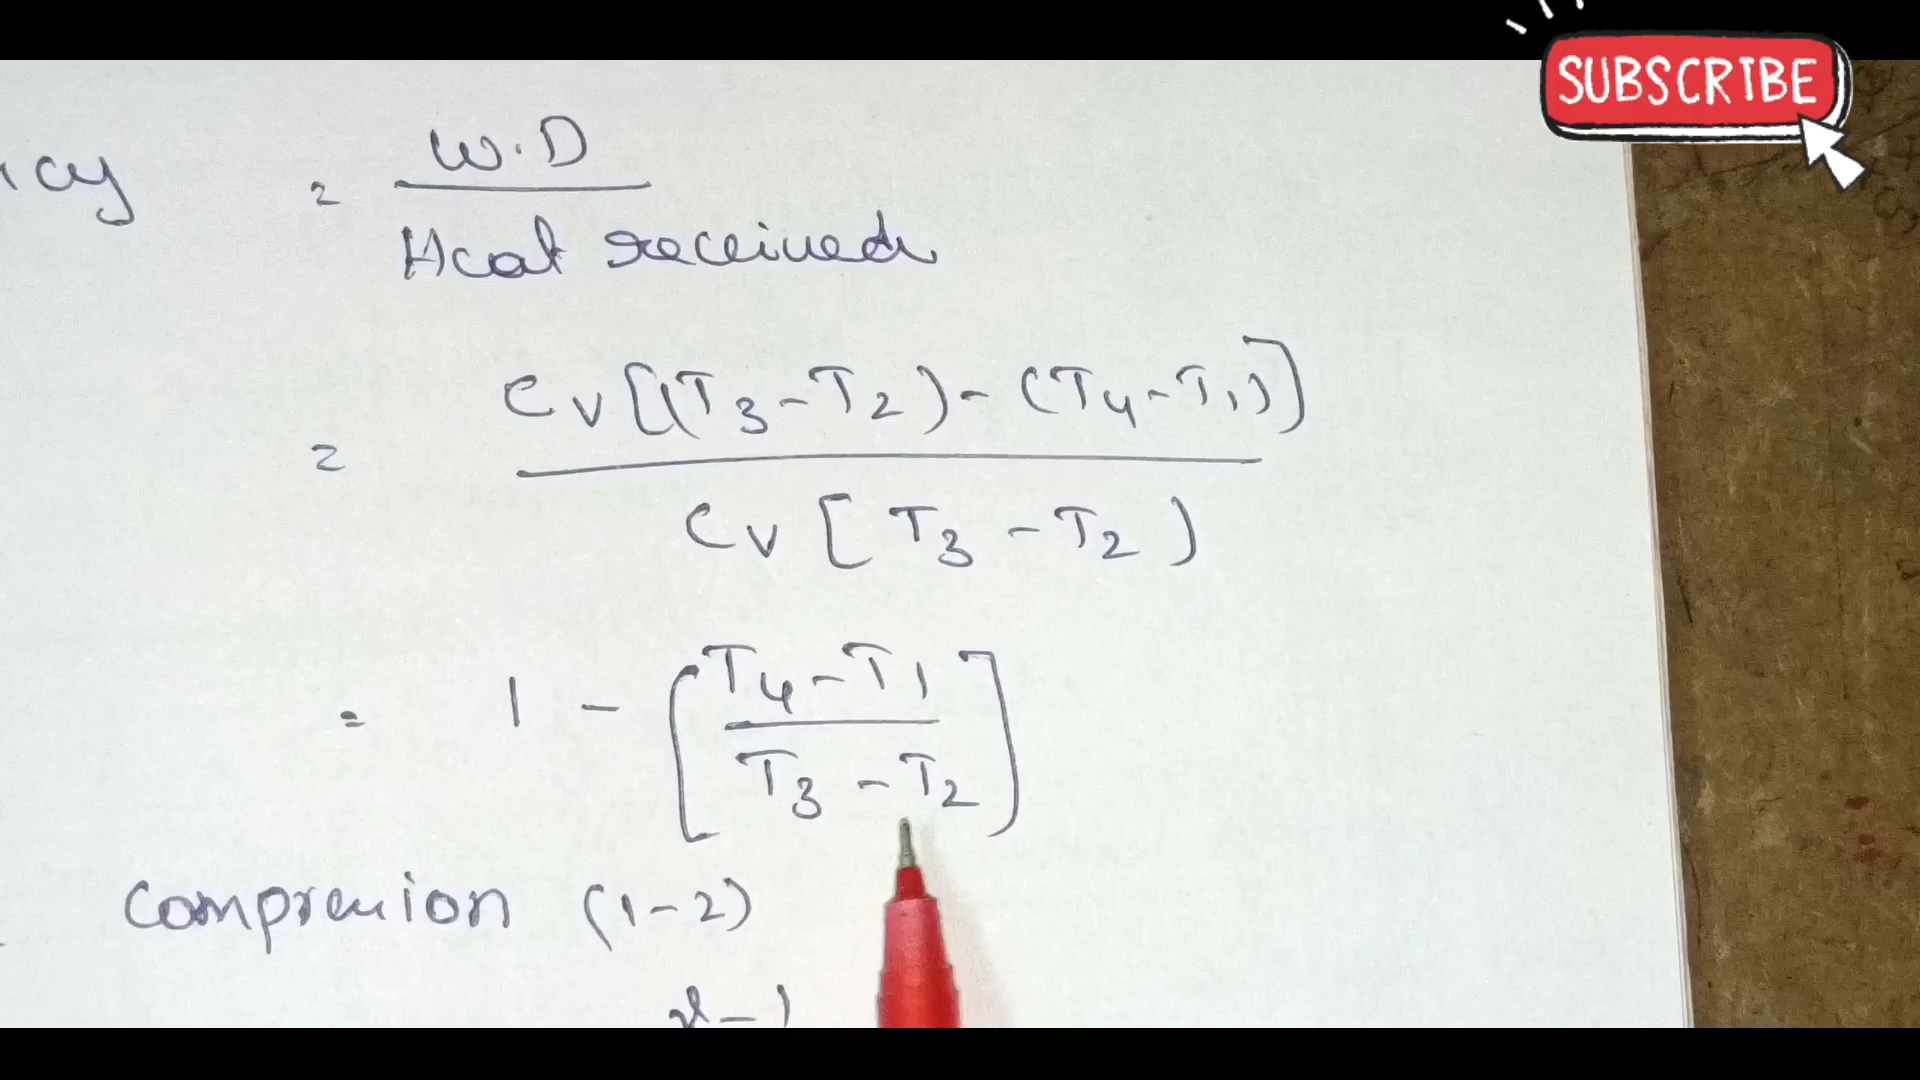 SUBSCRIBE
cy = W.D
Heat received
= Cv[(T3-T2)-(T4-T1)]
Cv [T3-T2)
= 1 - [T4-T1
T3-T2]
Compression (1-2)
γ-1